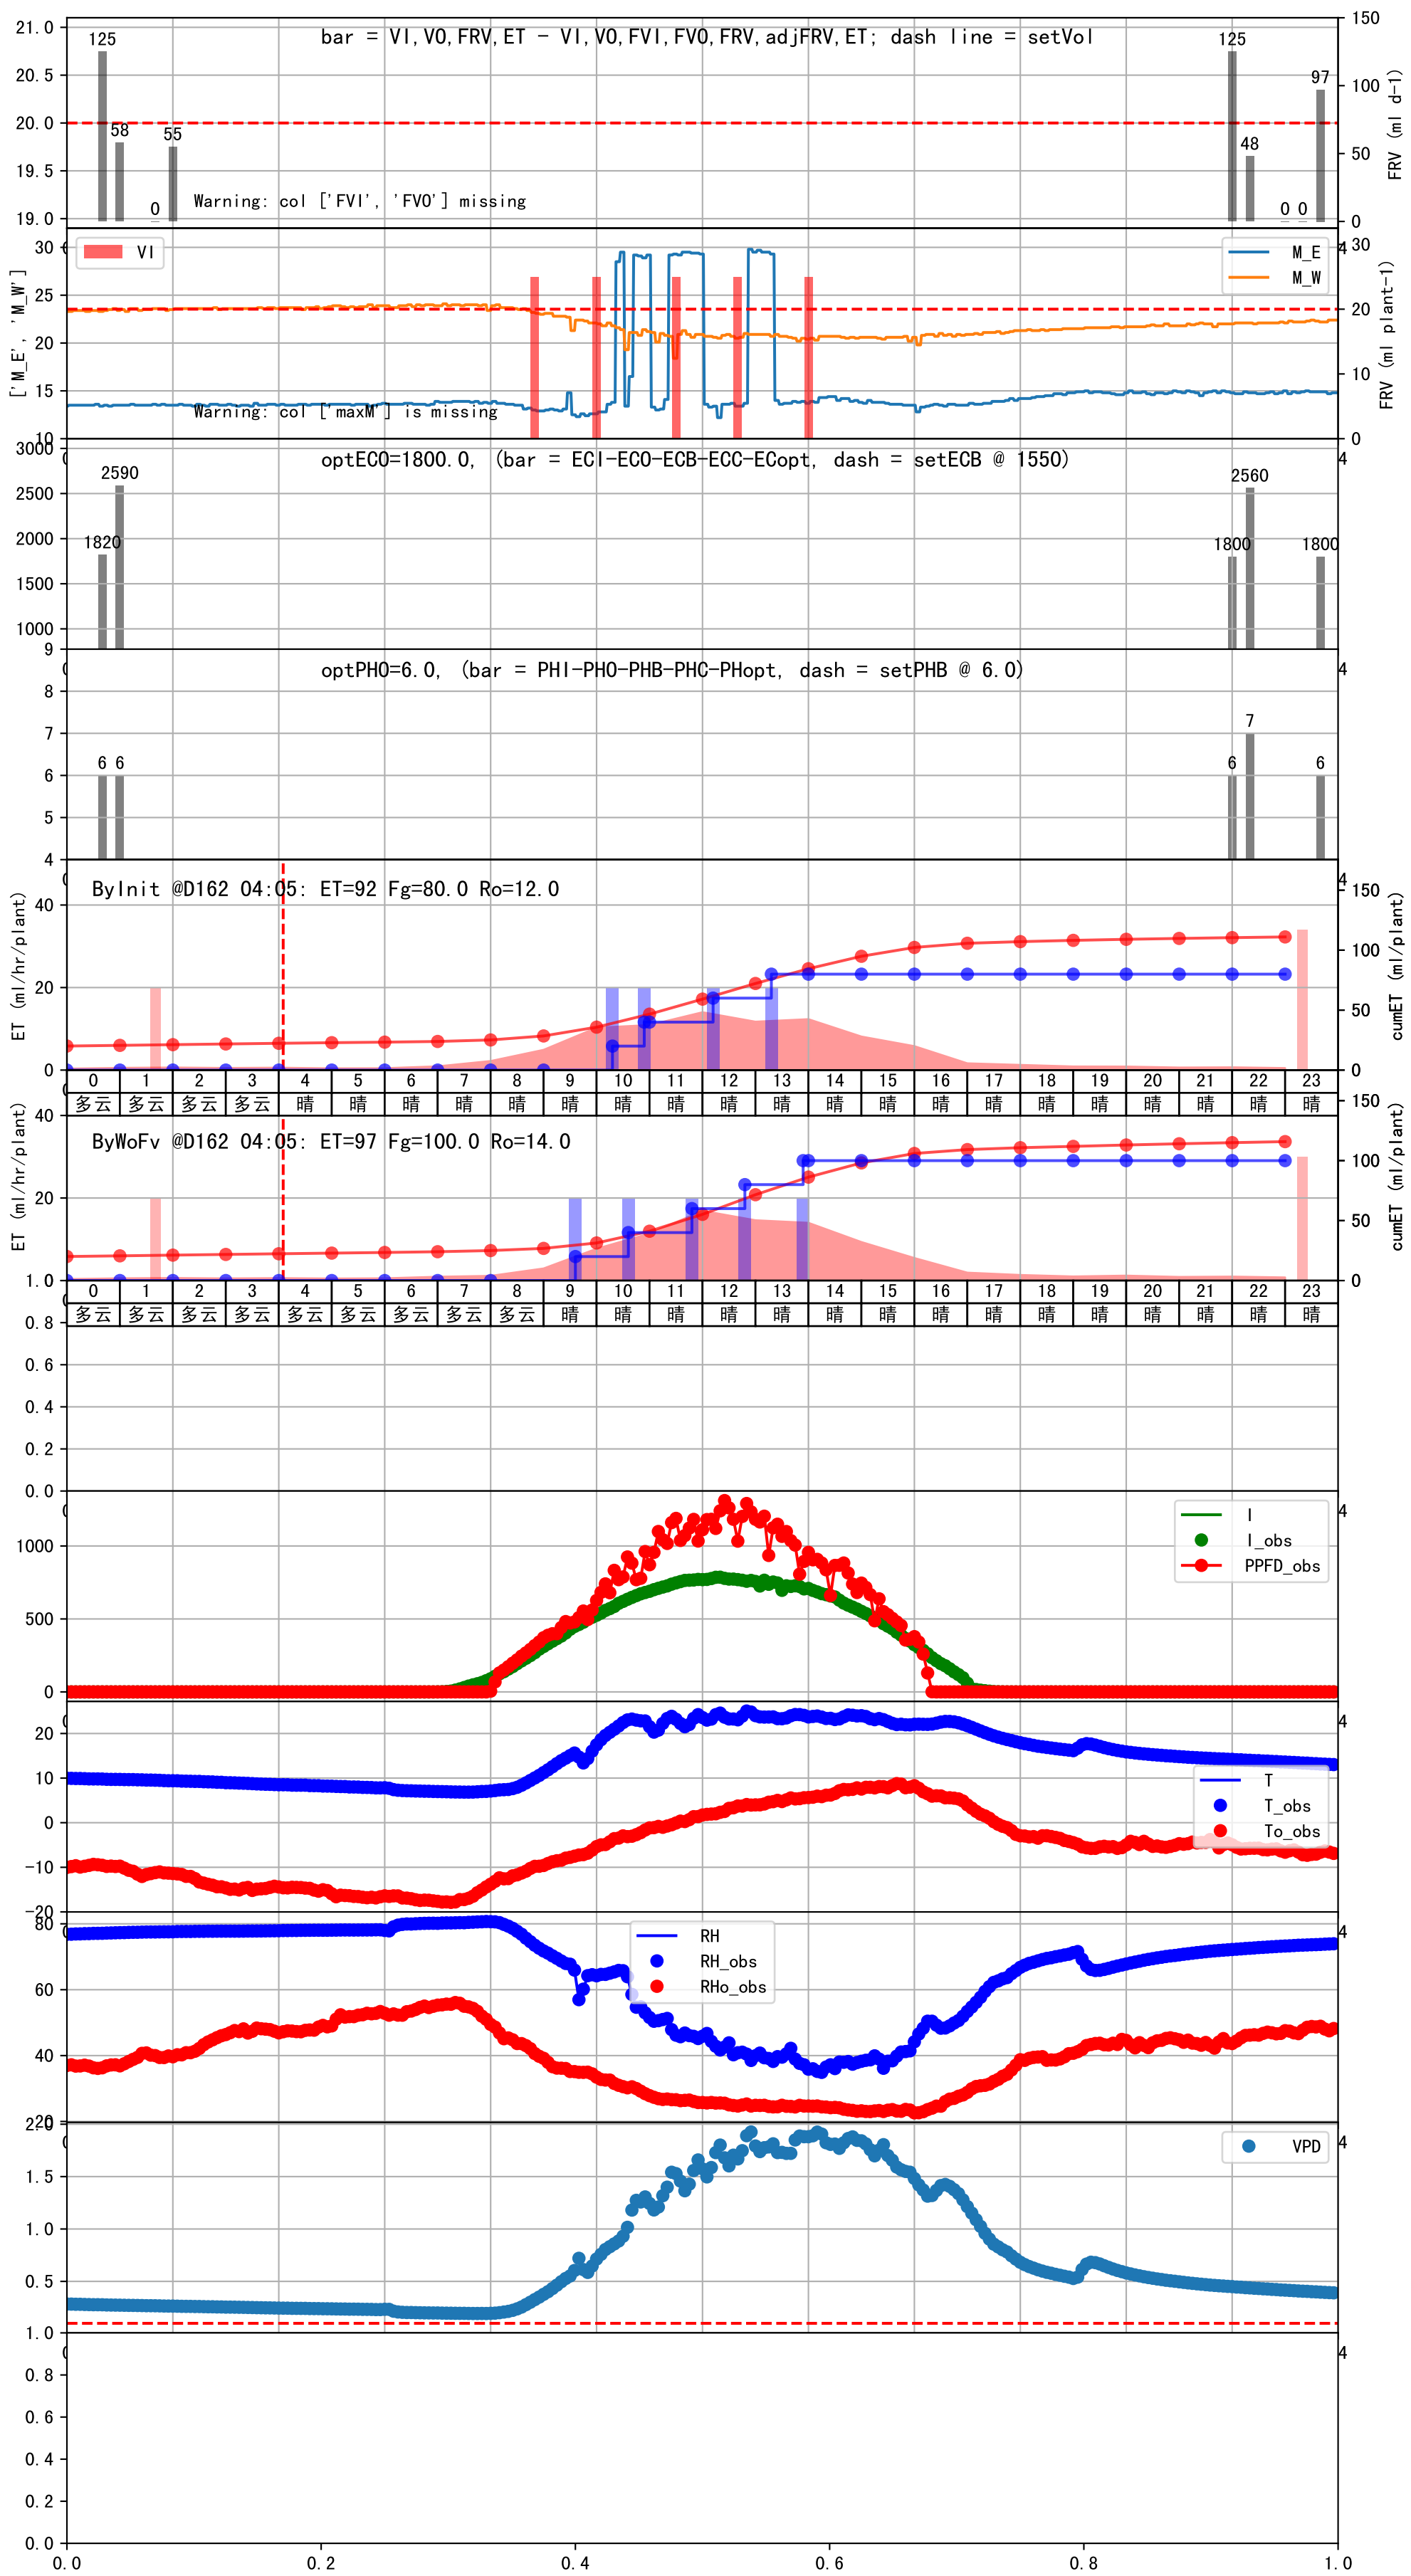 bar = VI,VO,FRV,ET - VI,VO,FVI,FVO,FRV,adjFRV,ET; dash line = setVol
21.0
20.5
20.0
19.5
19.0
125
58
0
55
125
48
0 0
97
150
100
50
0
FRV (ml d-1)
Warning: col ['FVI', 'FVO'] missing
['M_E', 'M_W']
30
25
20
15
10
VI
M_E
M_W
30
20
10
0
FRV (ml plant-1)
Warning: col ['maxM'] is missing
optECO=1800.0, (bar = ECI-ECO-ECB-ECC-ECopt, dash = setECB @ 1550)
3000
2500
2000
1500
1000
1820
2590
1800
2560
1800
4
optPHO=6.0, (bar = PHI-PHO-PHB-PHC-PHopt, dash = setPHB @ 6.0)
9
8
7
6
5
4
6 6
6
7
6
4
ByInit @D162 04:05: ET=92 Fg=80.0 Ro=12.0
ET (ml/hr/plant)
40
20
0
150
100
50
0
cumET (ml/plant)
0 1 2 3 4 5 6 7 8 9 10 11 12 13 14 15 16 17 18 19 20 21 22 23
多云 多云 多云 多云 晴 晴 晴 晴 晴 晴 晴 晴 晴 晴 晴 晴 晴 晴 晴 晴 晴 晴 晴 晴
ByWoFv @D162 04:05: ET=97 Fg=100.0 Ro=14.0
ET (ml/hr/plant)
40
20
150
100
50
0
cumET (ml/plant)
0 1 2 3 4 5 6 7 8 9 10 11 12 13 14 15 16 17 18 19 20 21 22 23
多云 多云 多云 多云 多云 多云 多云 多云 多云 晴 晴 晴 晴 晴 晴 晴 晴 晴 晴 晴 晴 晴 晴 晴
1.0
0.8
0.6
0.4
0.2
0.0
1000
500
0
I
I_obs
PPFD_obs
4
20
10
0
-10
-20
T
T_obs
To_obs
4
80
60
40
20
RH
RH_obs
RHo_obs
4
2.0
1.5
1.0
0.5
VPD
4
1.0
0.8
0.6
0.4
0.2
0.0
4
0.0 0.2 0.4 0.6 0.8 1.0